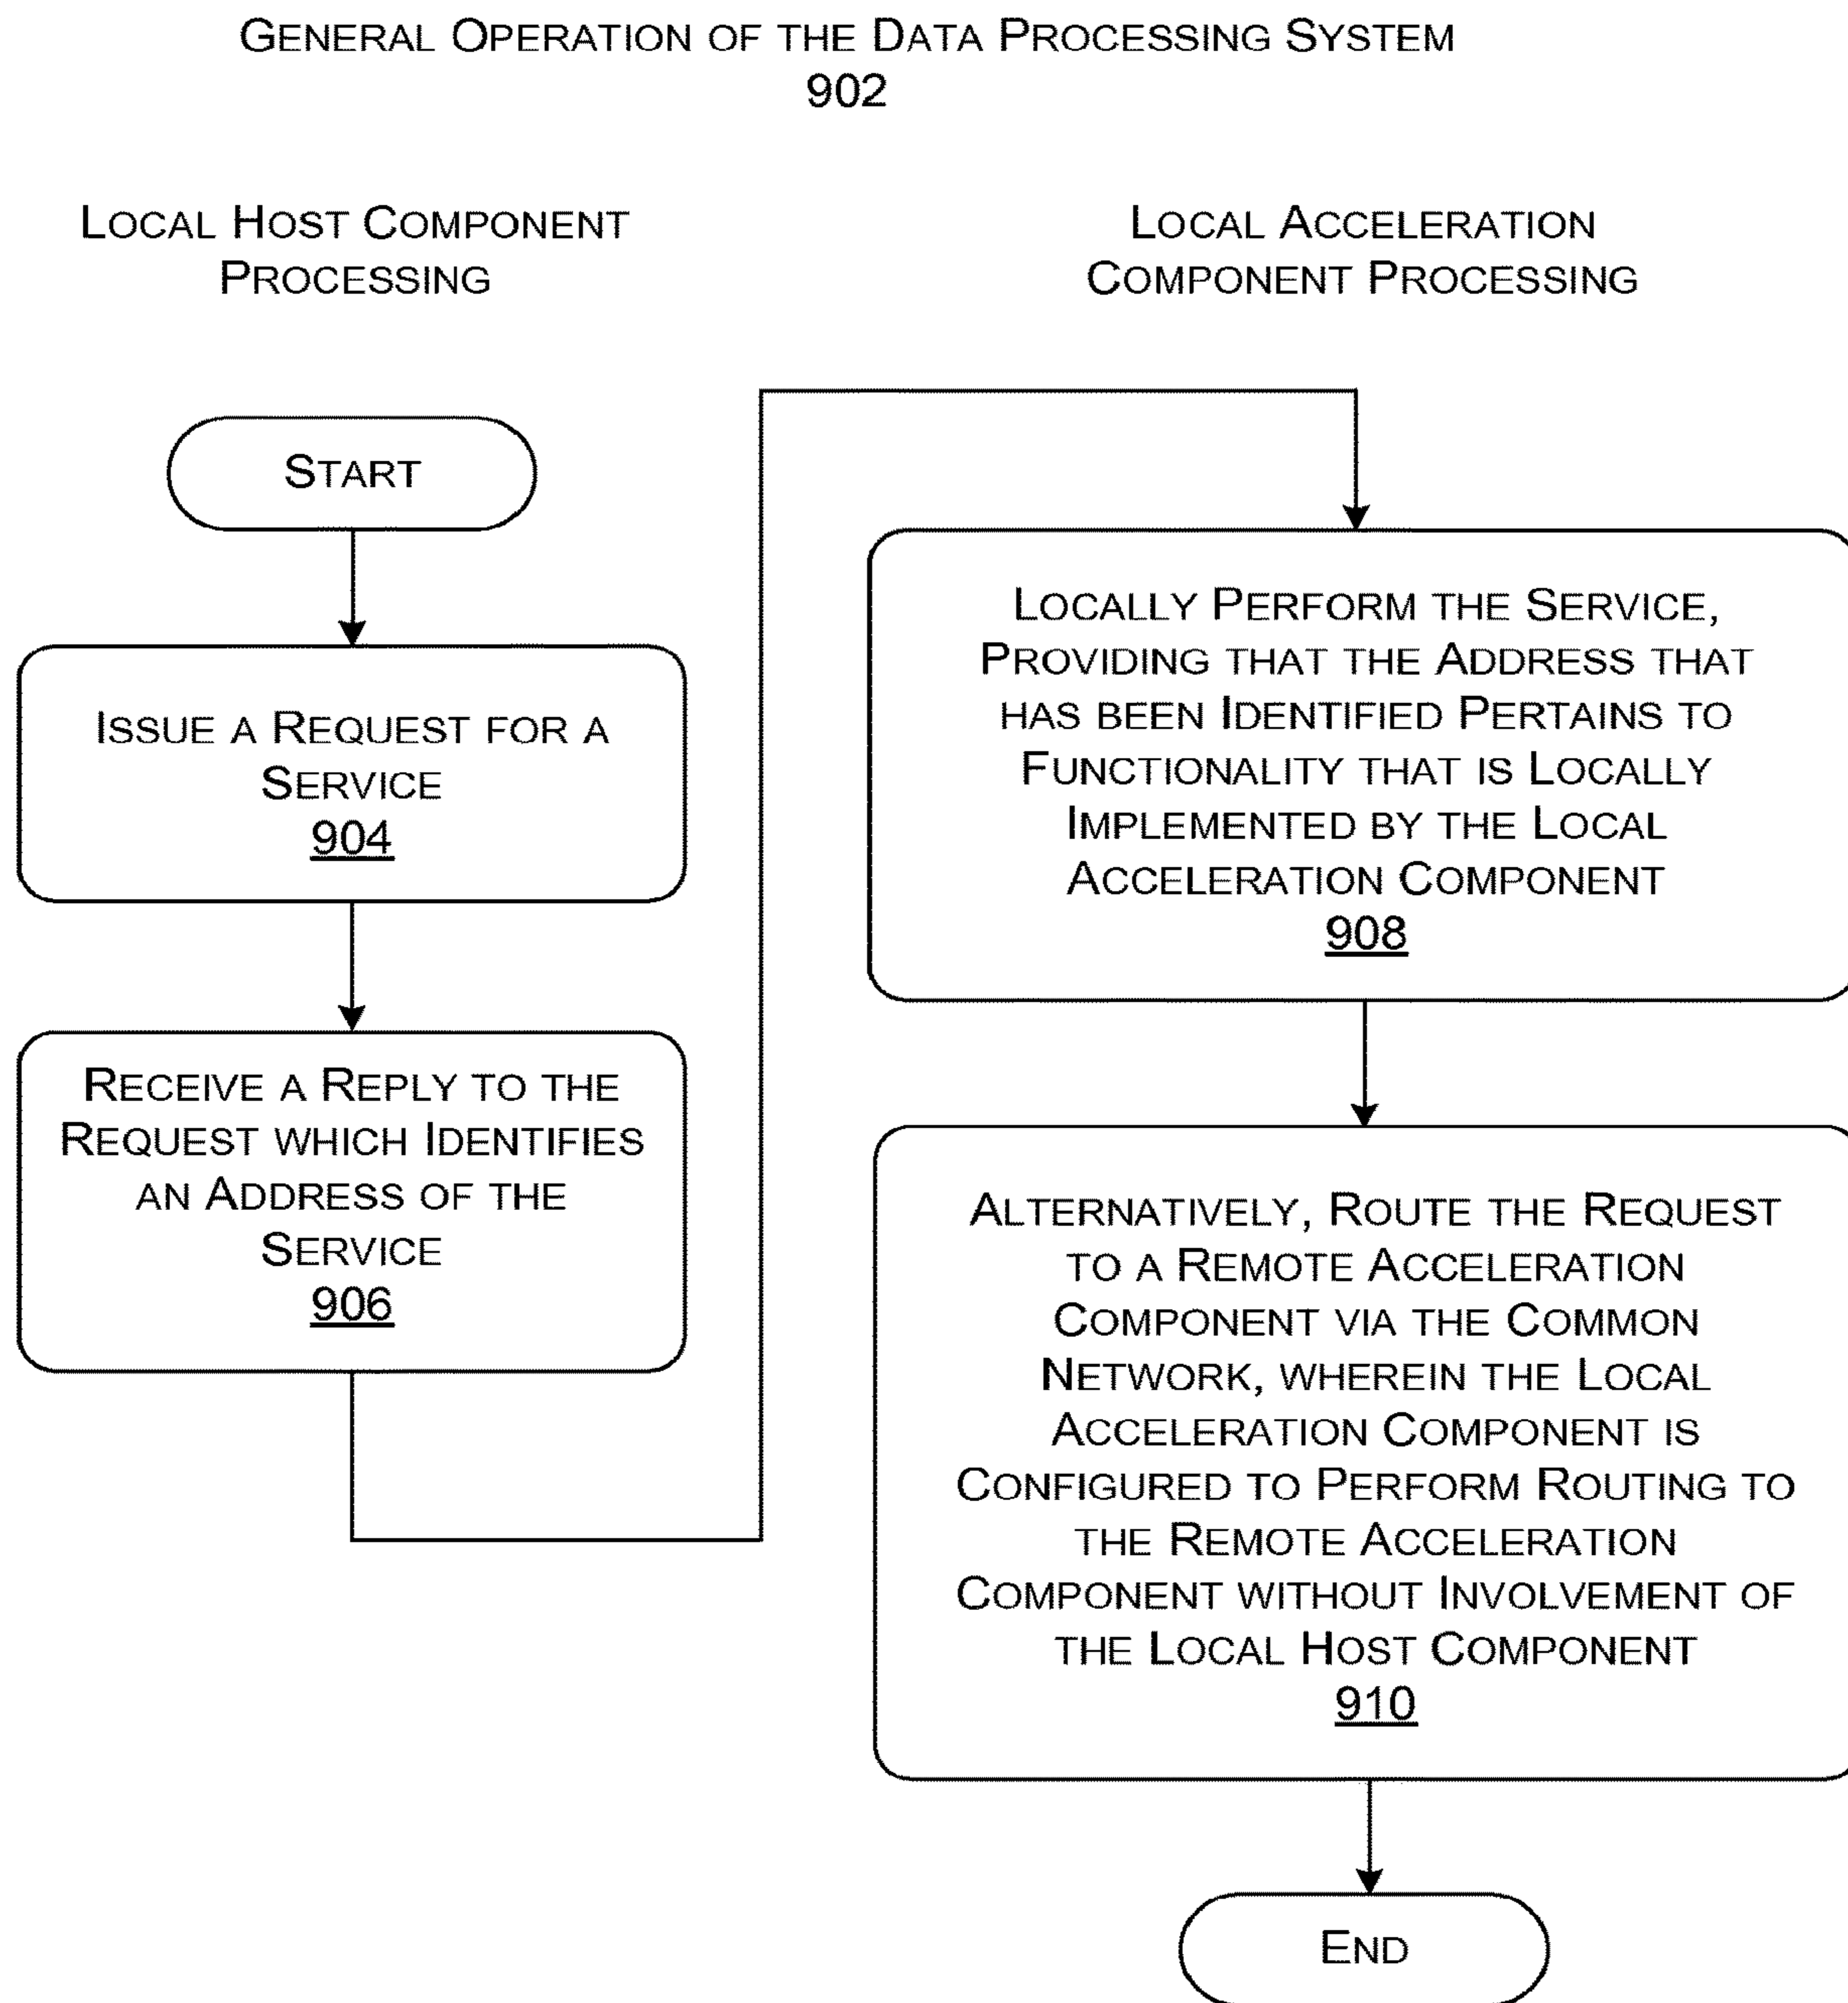 GENERAL OPERATION OF THE DATA PROCESSING SYSTEM
902
LOCAL HOST COMPONENT
PROCESSING
START
ISSUE A REQUEST FOR A
SERVICE
904
RECEIVE A REPLY TO THE
REQUEST WHICH IDENTIFIES
AN ADDRESS OF THE
SERVICE
906
LOCAL ACCELERATION
COMPONENT PROCESSING
LOCALLY PERFORM THE SERVICE,
PROVIDING THAT THE ADDRESS THAT
HAS BEEN IDENTIFIED PERTAINS TO
FUNCTIONALITY THAT IS LOCALLY
IMPLEMENTED BY THE LOCAL
ACCELERATION COMPONENT
908
ALTERNATIVELY, ROUTE THE REQUEST
TO A REMOTE ACCELERATION
COMPONENT VIA THE COMMON
NETWORK, WHEREIN THE LOCAL
ACCELERATION COMPONENT IS
CONFIGURED TO PERFORM ROUTING TO
THE REMOTE ACCELERATION
COMPONENT WITHOUT INVOLVEMENT OF
THE LOCAL HOST COMPONENT
910
END